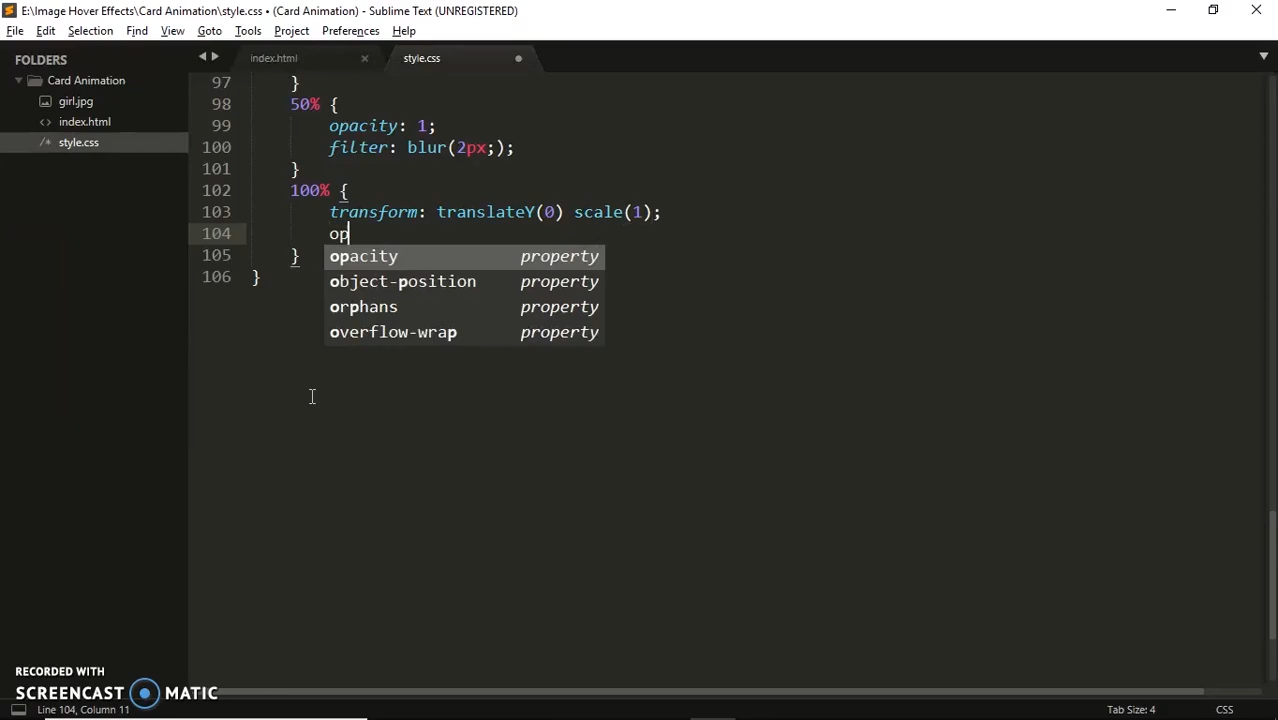 E:\Image Hover Effects\Card Animation\style.css • (Card Animation) - Sublime Text (UNREGISTERED)
File Edit Selection Find View Goto Tools Project Preferences Help
FOLDERS
Card Animation
girl.jpg
index.html
style.css
index.html
style.css
97 }
98 50% {
99 opacity: 1;
100 filter: blur(2px;);
101 }
102 100% {
103 transform: translateY(0) scale(1);
104 op
105 }
106 }
opacity property
object-position property
orphans property
overflow-wrap property
RECORDED WITH
SCREENCAST MATIC
Line 104, Column 11
Tab Size: 4
CSS